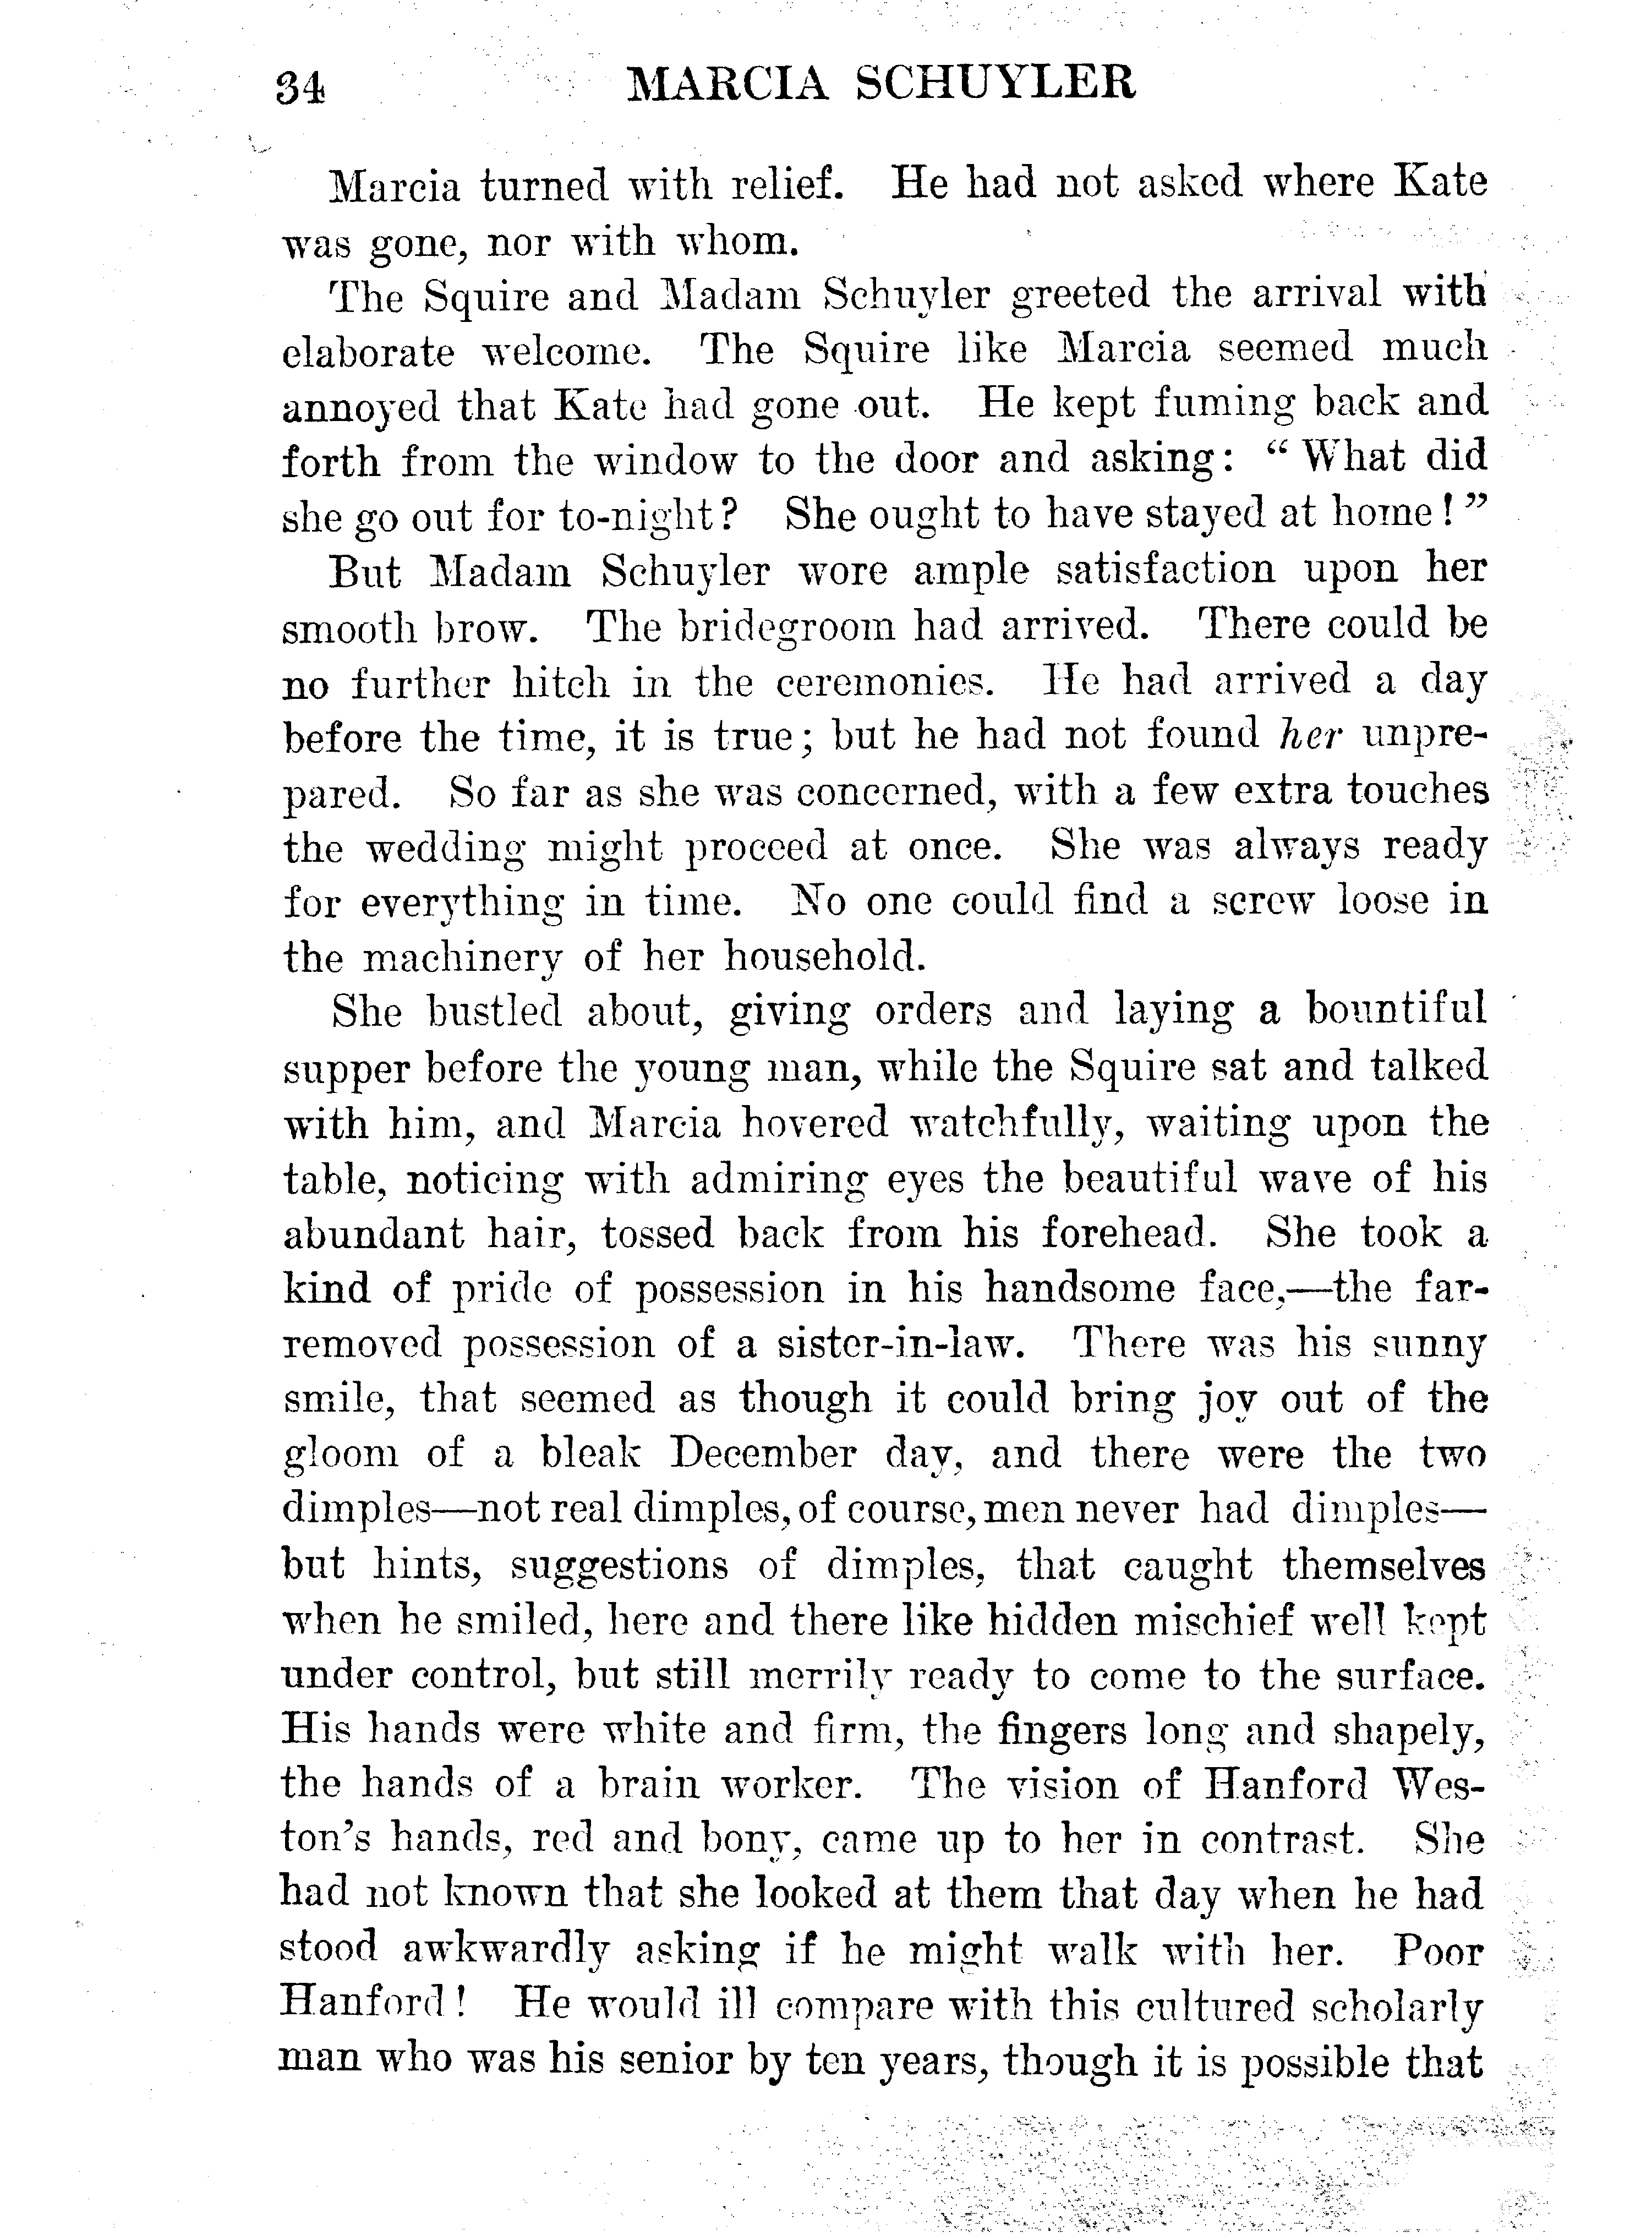 34 MARCIA SCHUYLER
Marcia turned with relief. He had not asked where Kate
was gone, nor with whom.
The Squire and Madam Schuyler greeted the arrival with
elaborate welcome. The Squire like Marcia seemed much
annoyed that Kate had gone out. He kept fuming back and
forth from the window to the door and asking: “ What did
she go out for to-night? She ought to have stayed at home! ”
But Madam Schuyler wore ample satisfaction upon her
smooth brow. The bridegroom had arrived. There could be
no further hitch in the ceremonies. He had arrived a day
before the time, it is true; but he had not found her unpre-
pared. So far as she was concerned, with a few extra touches
the wedding might proceed at once. She was always ready
for everything in time. No one could find a screw loose in
the machinery of her household.
She bustled about, giving orders and laying a bountiful
supper before the young man, while the Squire sat and talked
with him, and Marcia hovered watchfully, waiting upon the
table, noticing with admiring eyes the beautiful wave of his
abundant hair, tossed back from his forehead. She took a
kind of pride of possession in his handsome face,—the far-
removed possession of a sister-in-law. There was his sunny
smile, that seemed as though it could bring joy out of the
gloom of a bleak December day, and there were the two
dimples—not real dimples, of course, men never had dimples—
but hints, suggestions of dimples, that caught themselves
when he smiled, here and there like hidden mischief well kept
under control, but still merrily ready to come to the surface.
His hands were white and firm, the fingers long and shapely,
the hands of a brain worker. The vision of Hanford Wes-
ton’s hands, red and bony, came up to her in contrast. She
had not known that she looked at them that day when he had
stood awkwardly asking if he might walk with her. Poor
Hanford! He would ill compare with this cultured scholarly
man who was his senior by ten years, though it is possible that